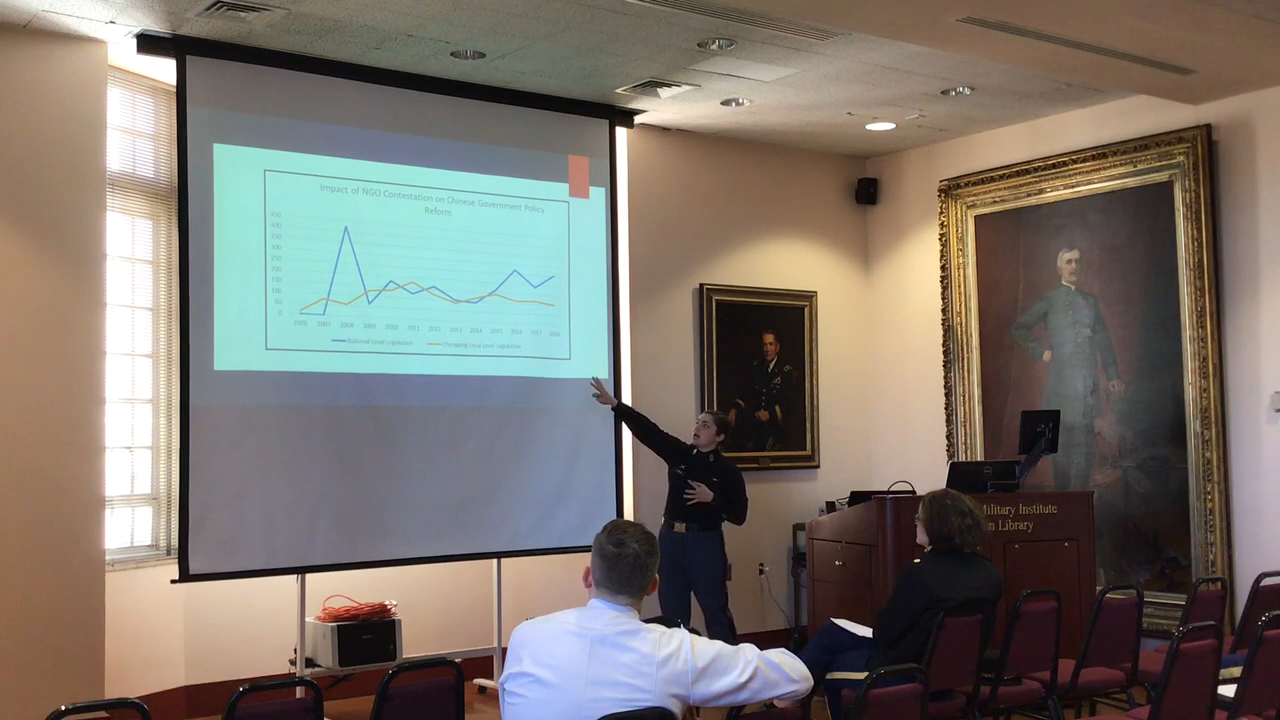 Impact of NGO Contestation on Chinese Government Policy
Reform
450
400
350
300
250
200
150
100
50
0
2006 2007 2008 2009 2010 2011 2012 2013 2014 2015 2016 2017 2018
National Level Legislation Chongqing Local Level Legislation
Military Institute
n Library